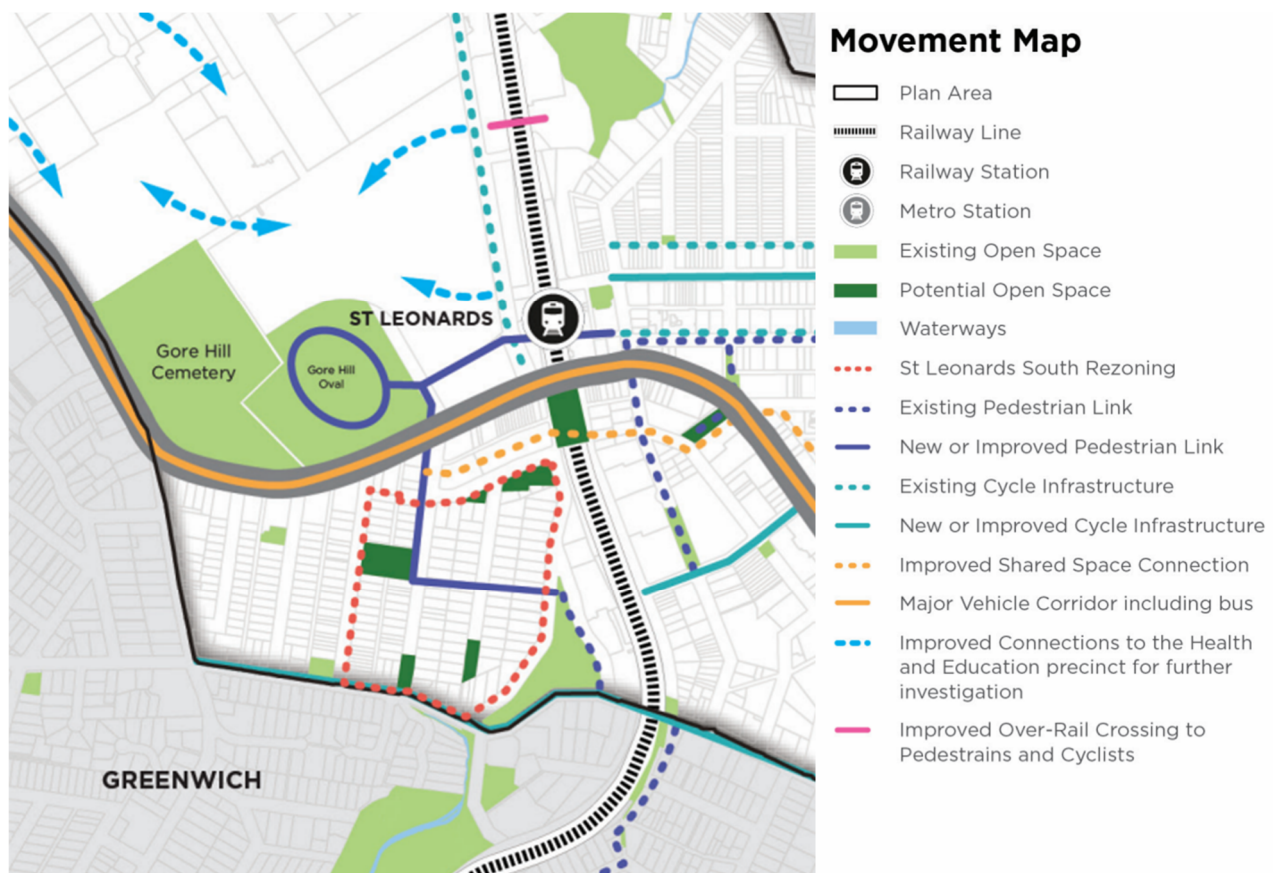 ST LEONARDS
Gore Hill
Cemetery
Gore Hill
Oval
GREENWICH
Movement Map
Plan Area
Railway Line
Railway Station
Metro Station
Existing Open Space
Potential Open Space
Waterways
St Leonards South Rezoning
Existing Pedestrian Link
New or Improved Pedestrian Link
Existing Cycle Infrastructure
New or Improved Cycle Infrastructure
Improved Shared Space Connection
Major Vehicle Corridor including bus
Improved Connections to the Health
and Education precinct for further
investigation
Improved Over-Rail Crossing to
Pedestrains and Cyclists